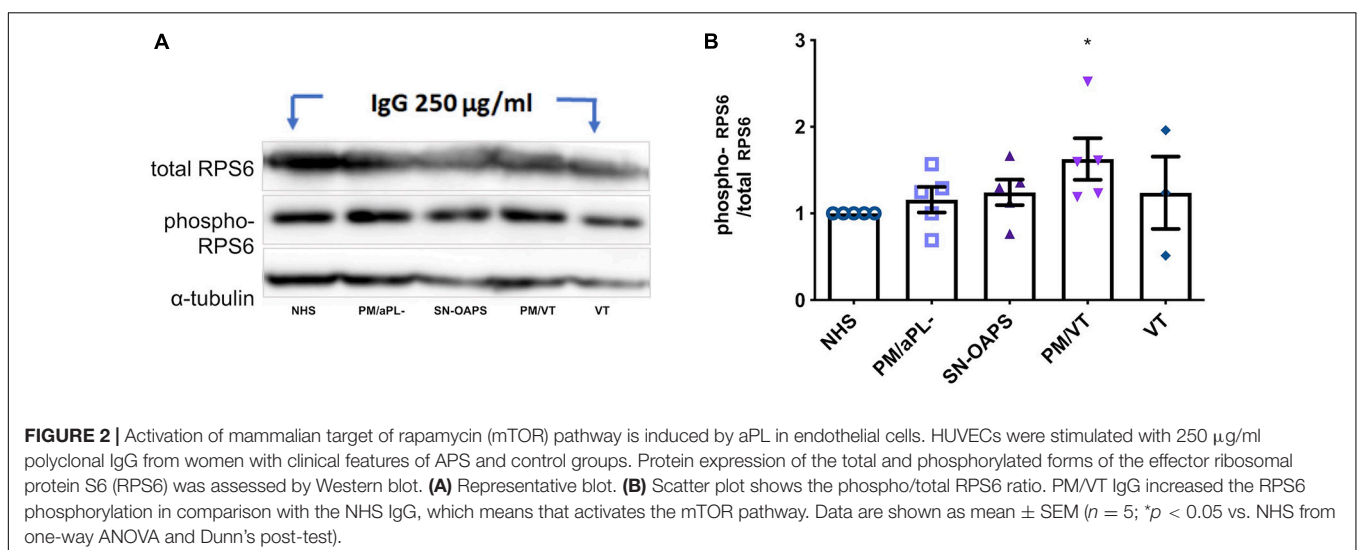 A
IgG 250 µg/ml
total RPS6
phospho-
RPS6
α-tubulin
NHS PM/aPL- SN-OAPS PM/VT VT
B
phospho- RPS6
/total RPS6
3
2
1
0
*
NHS
PM/aPL-
SN-OAPS
PM/VT
VT
FIGURE 2 | Activation of mammalian target of rapamycin (mTOR) pathway is induced by aPL in endothelial cells. HUVECs were stimulated with 250 µg/ml
polyclonal IgG from women with clinical features of APS and control groups. Protein expression of the total and phosphorylated forms of the effector ribosomal
protein S6 (RPS6) was assessed by Western blot. (A) Representative blot. (B) Scatter plot shows the phospho/total RPS6 ratio. PM/VT IgG increased the RPS6
phosphorylation in comparison with the NHS IgG, which means that activates the mTOR pathway. Data are shown as mean ± SEM (n = 5; *p < 0.05 vs. NHS from
one-way ANOVA and Dunn's post-test).